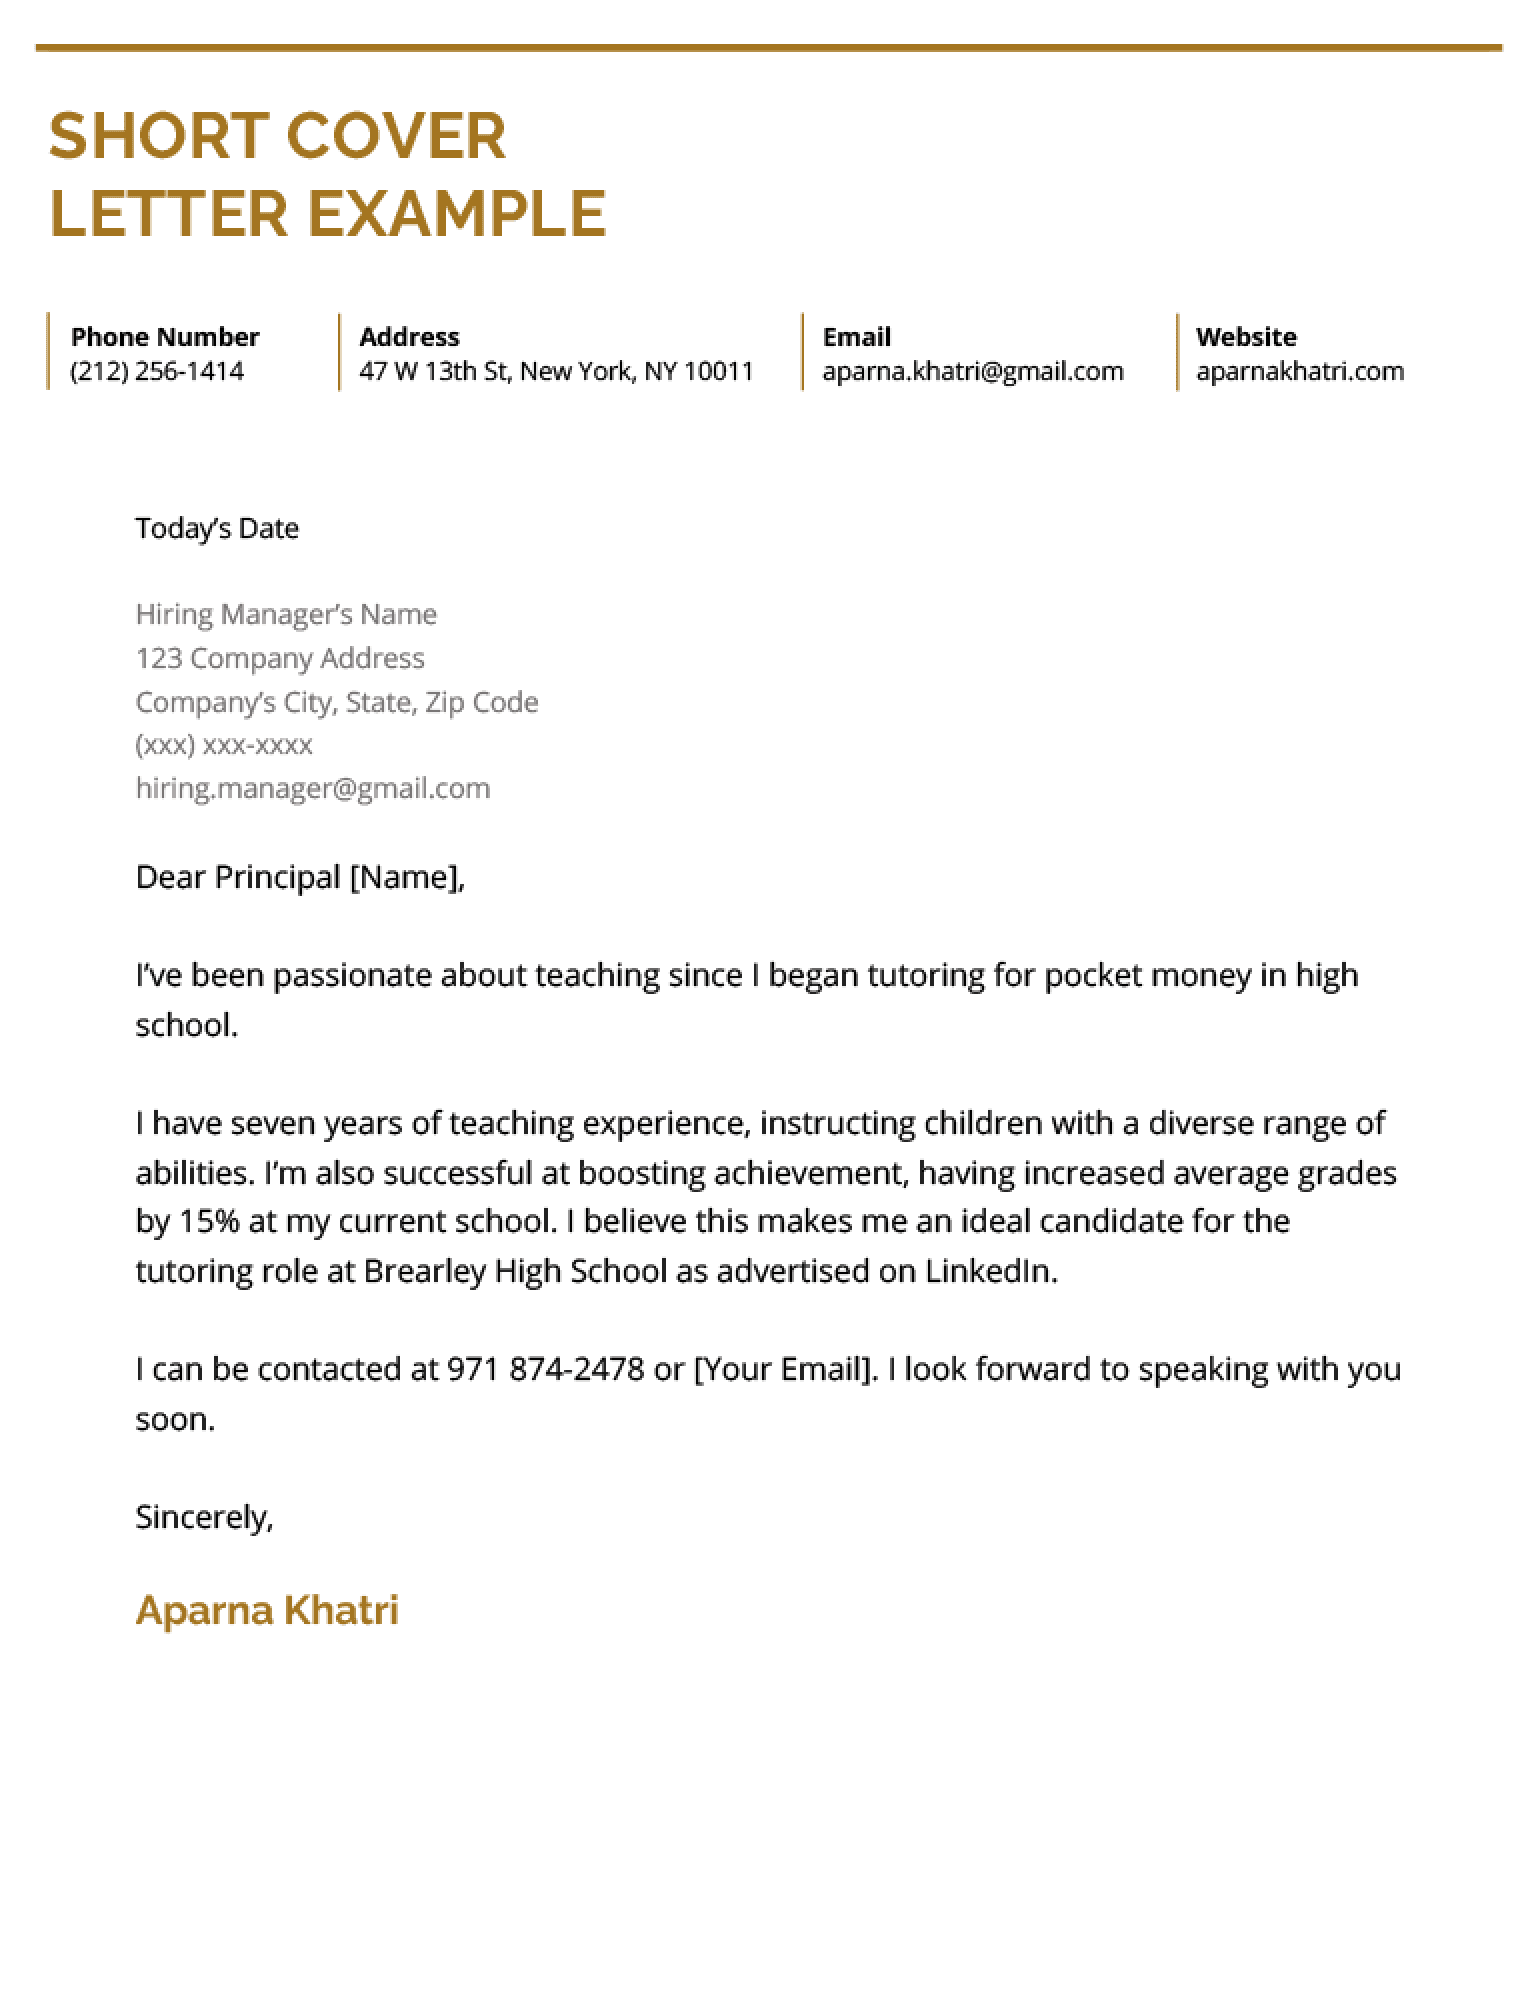 SHORT COVER
LETTER EXAMPLE
Phone Number
(212) 256-1414
Address
47 W 13th St, New York, NY 10011
Email
aparna.khatri@gmail.com
Website
aparnakhatri.com
Today’s Date
Hiring Manager’s Name
123 Company Address
Company’s City, State, Zip Code
(xxx) xxx-xxxx
hiring.manager@gmail.com
Dear Principal [Name],
I’ve been passionate about teaching since I began tutoring for pocket money in high
school.
I have seven years of teaching experience, instructing children with a diverse range of
abilities. I’m also successful at boosting achievement, having increased average grades
by 15% at my current school. I believe this makes me an ideal candidate for the
tutoring role at Brearley High School as advertised on LinkedIn.
I can be contacted at 971 874-2478 or [Your Email]. I look forward to speaking with you
soon.
Sincerely,
Aparna Khatri